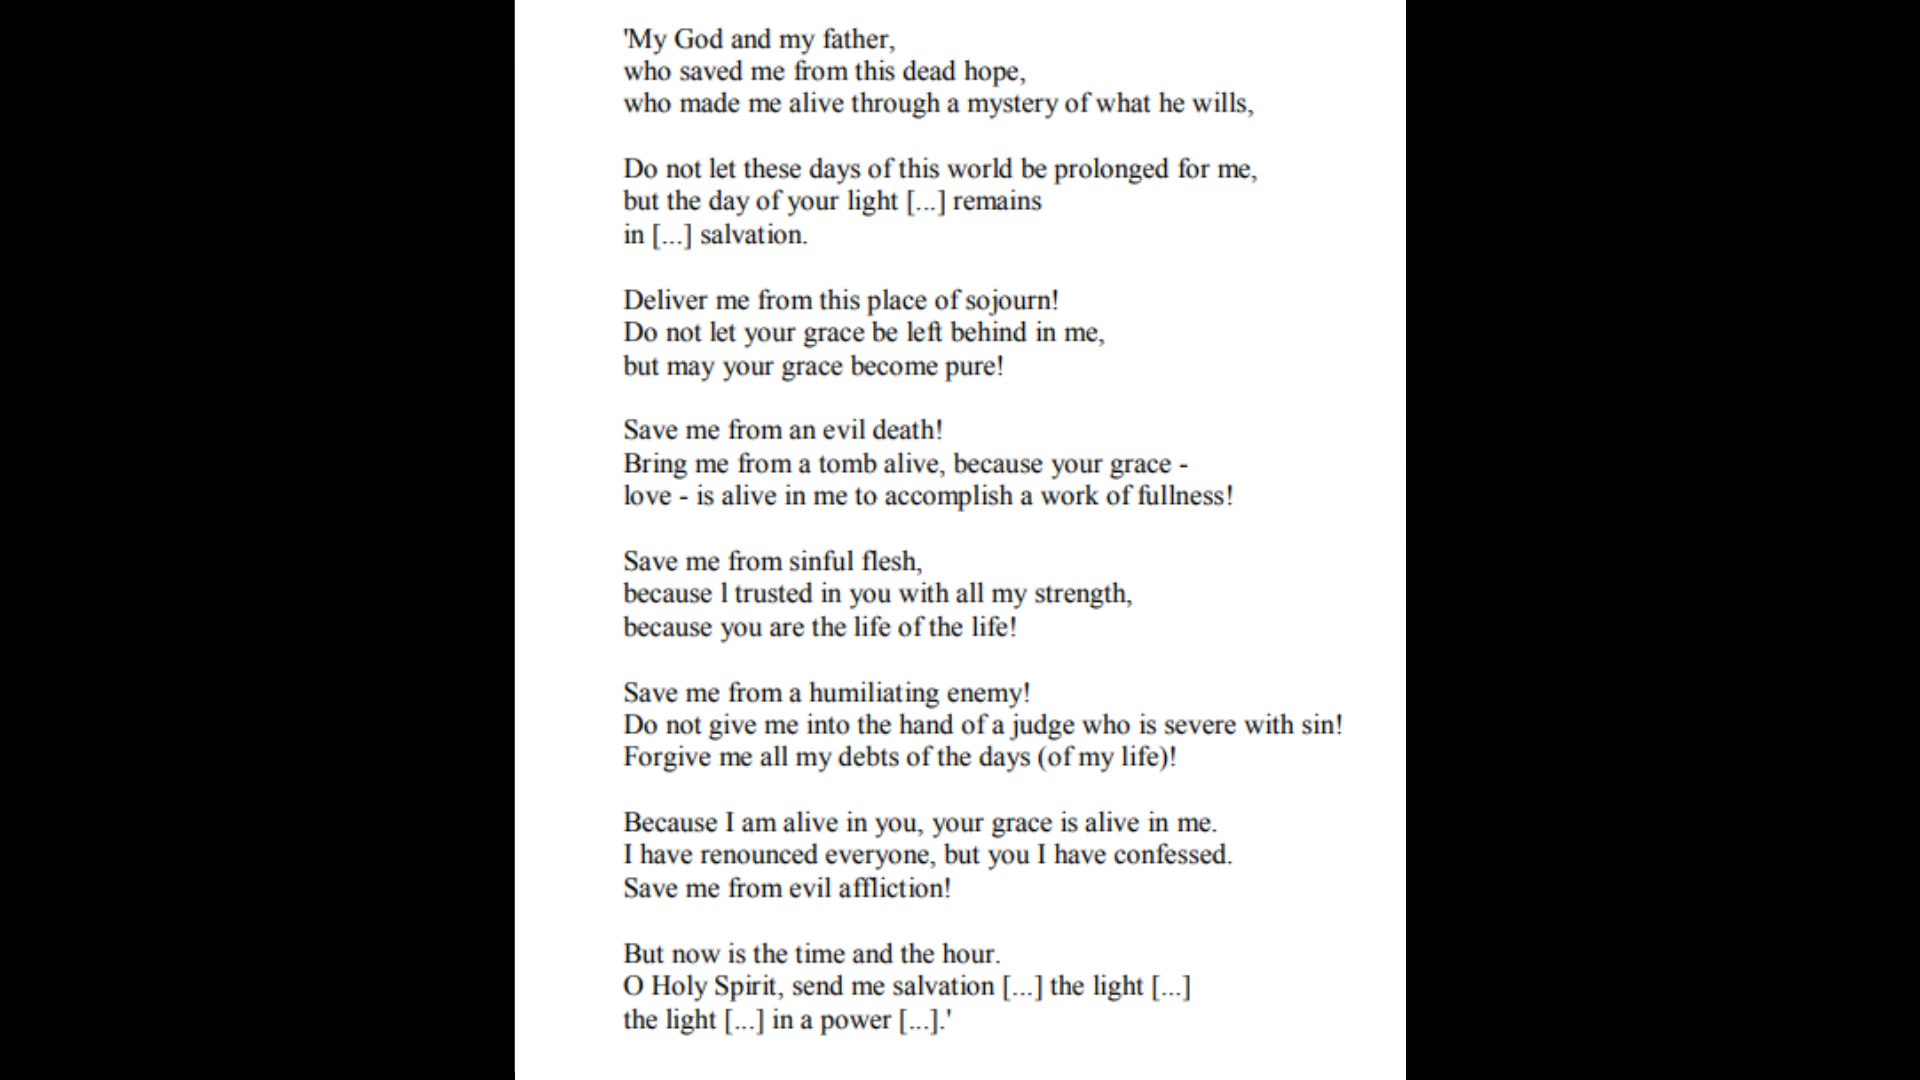 'My God and my father,
who saved me from this dead hope,
who made me alive through a mystery of what he wills,
Do not let these days of this world be prolonged for me,
but the day of your light [...] remains
in [...] salvation.
Deliver me from this place of sojourn!
Do not let your grace be left behind in me,
but may your grace become pure!
Save me from an evil death!
Bring me from a tomb alive, because your grace -
love - is alive in me to accomplish a work of fullness!
Save me from sinful flesh,
because l trusted in you with all my strength,
because you are the life of the life!
Save me from a humiliating enemy!
Do not give me into the hand of a judge who is severe with sin!
Forgive me all my debts of the days (of my life)!
Because I am alive in you, your grace is alive in me.
I have renounced everyone, but you I have confessed.
Save me from evil affliction!
But now is the time and the hour.
O Holy Spirit, send me salvation [...] the light [...]
the light [...] in a power [...].'